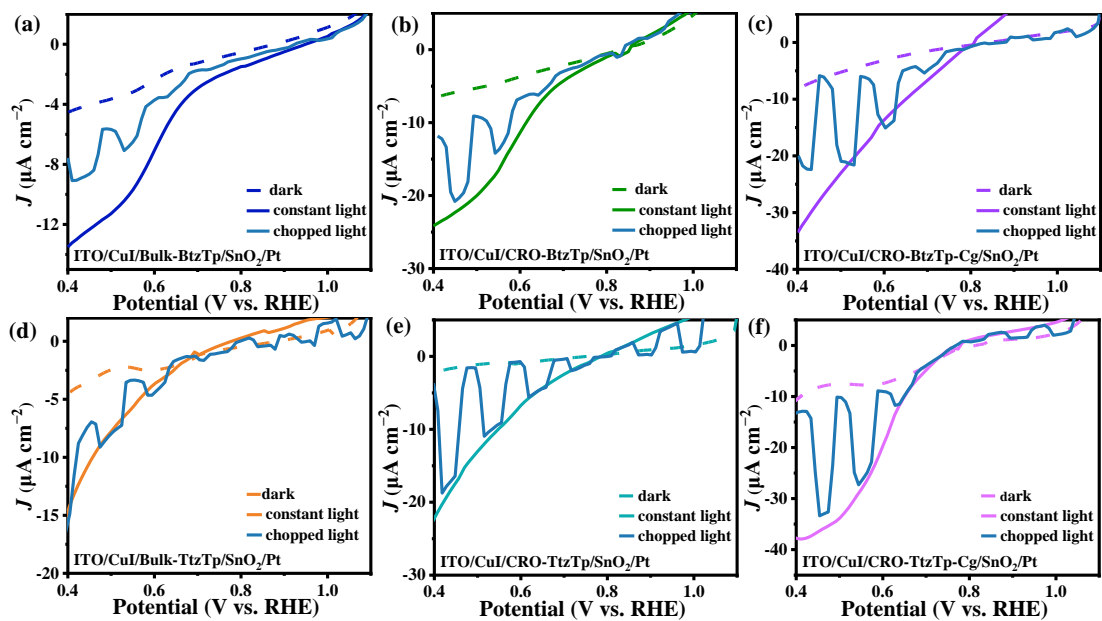 (a)
0
-4
-8
-12
J (µA cm⁻²)
dark
constant light
chopped light
ITO/CuI/Bulk-BtzTp/SnO₂/Pt
0.4 0.6 0.8 1.0
Potential (V vs. RHE)
(b)
0
-10
-20
-30
J (µA cm⁻²)
dark
constant light
chopped light
ITO/CuI/CRO-BtzTp/SnO₂/Pt
0.4 0.6 0.8 1.0
Potential (V vs. RHE)
(c)
0
-10
-20
-30
-40
J (µA cm⁻²)
dark
constant light
chopped light
ITO/CuI/CRO-BtzTp-Cg/SnO₂/Pt
0.4 0.6 0.8 1.0
Potential (V vs. RHE)
(d)
0
-5
-10
-15
-20
J (µA cm⁻²)
dark
constant light
chopped light
ITO/CuI/Bulk-TtzTp/SnO₂/Pt
0.4 0.6 0.8 1.0
Potential (V vs. RHE)
(e)
0
-10
-20
-30
J (µA cm⁻²)
dark
constant light
chopped light
ITO/CuI/CRO-TtzTp/SnO₂/Pt
0.4 0.6 0.8 1.0
Potential (V vs. RHE)
(f)
0
-10
-20
-30
-40
J (µA cm⁻²)
dark
constant light
chopped light
ITO/CuI/CRO-TtzTp-Cg/SnO₂/Pt
0.4 0.6 0.8 1.0
Potential (V vs. RHE)